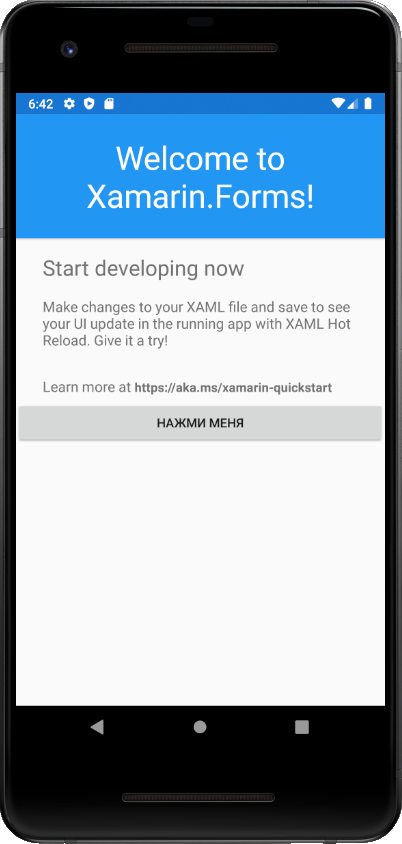 6:42
Welcome to
Xamarin.Forms!
Start developing now
Make changes to your XAML file and save to see
your UI update in the running app with XAML Hot
Reload. Give it a try!
Learn more at https://aka.ms/xamarin-quickstart
НАЖМИ МЕНЯ